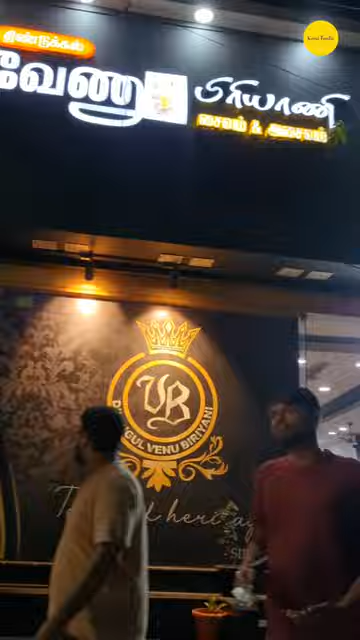 திண்டுக்கல்
வேணு பிரியாணி
சைவம் & அசைவம்
VB
DINDIGUL VENU BIRIYANI